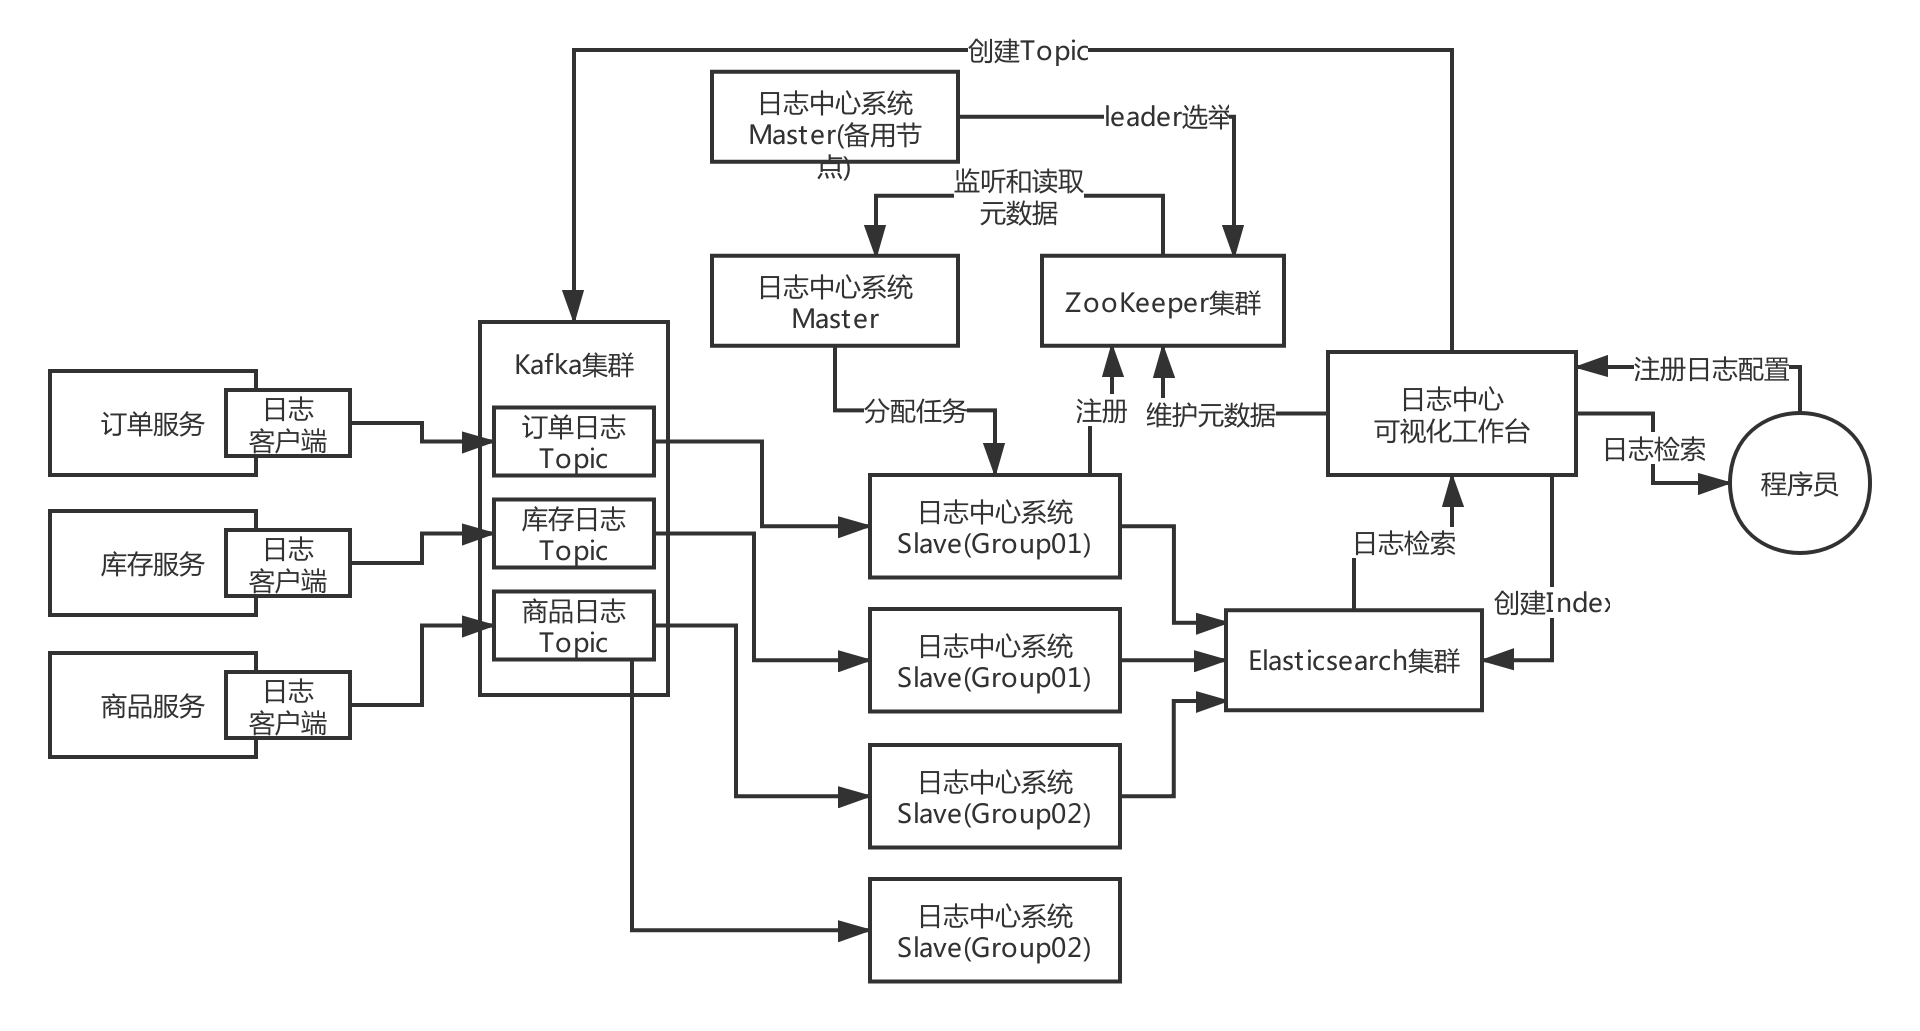 创建Topic
日志中心系统
Master(备用节
点)
leader选举
监听和读取
元数据
日志中心系统
Master
ZooKeeper集群
Kafka集群
订单服务
日志
客户端
订单日志
Topic
分配任务
注册
维护元数据
日志中心
可视化工作台
注册日志配置
日志检索
程序员
库存服务
日志
客户端
库存日志
Topic
日志中心系统
Slave(Group01)
日志检索
创建Index
商品服务
日志
客户端
商品日志
Topic
日志中心系统
Slave(Group01)
Elasticsearch集群
日志中心系统
Slave(Group02)
日志中心系统
Slave(Group02)